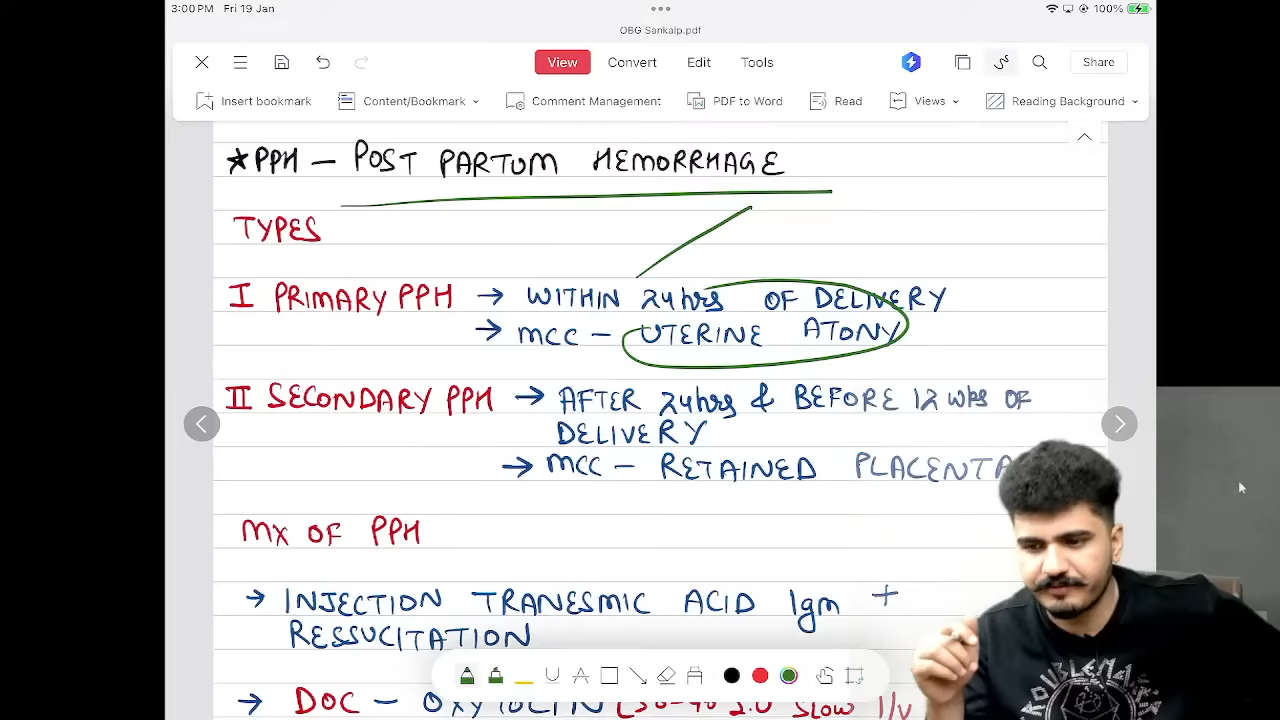 3:00 PM Fri 19 Jan
100%
OBG Sankalp.pdf
View Convert Edit Tools Share
Insert bookmark Content/Bookmark Comment Management PDF to Word Read Views Reading Background
★PPH – POST PARTUM HEMORRHAGE
TYPES
I PRIMARY PPH → WITHIN 24hrs OF DELIVERY
→ MCC – UTERINE ATONY
II SECONDARY PPH → AFTER 24hrs & BEFORE 12 wks OF
DELIVERY
→ MCC – RETAINED PLACENTA
MX OF PPH
→ INJECTION TRANESMIC ACID 1gm +
RESSUCITATION
→ DOC – OXYTOCIN SLOW I/V